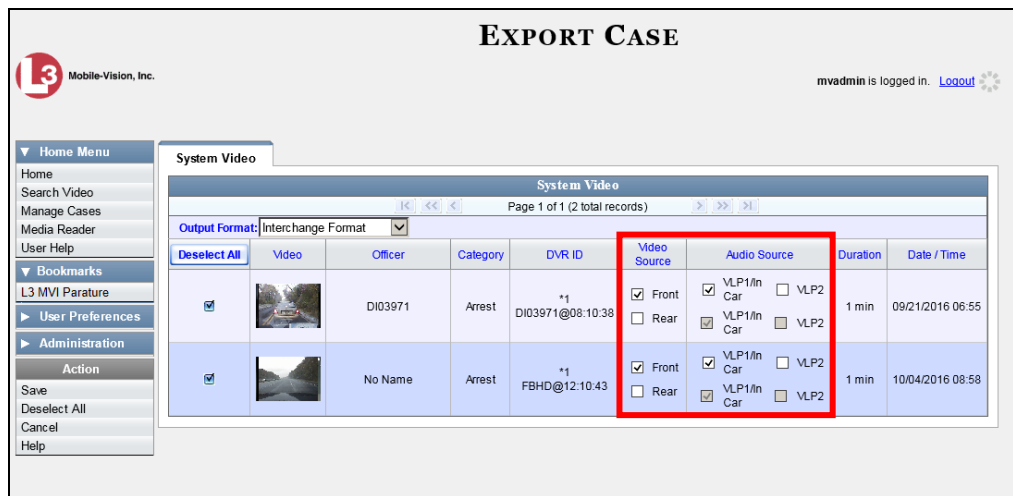 EXPORT CASE
L3 Mobile-Vision, Inc.
mvadmin is logged in. Logout
Home Menu
Home
Search Video
Manage Cases
Media Reader
User Help
Bookmarks
L3 MVI Parature
User Preferences
Administration
Action
Save
Deselect All
Cancel
Help
System Video
System Video
Page 1 of 1 (2 total records)
Output Format: Interchange Format
Deselect All Video Officer Category DVR ID Video Source Audio Source Duration Date / Time
DI03971 Arrest *1 DI03971@08:10:38 Front Rear VLP1/In Car VLP2 VLP1/In Car VLP2 1 min 09/21/2016 06:55
No Name Arrest *1 FBHD@12:10:43 Front Rear VLP1/In Car VLP2 VLP1/In Car VLP2 1 min 10/04/2016 08:58